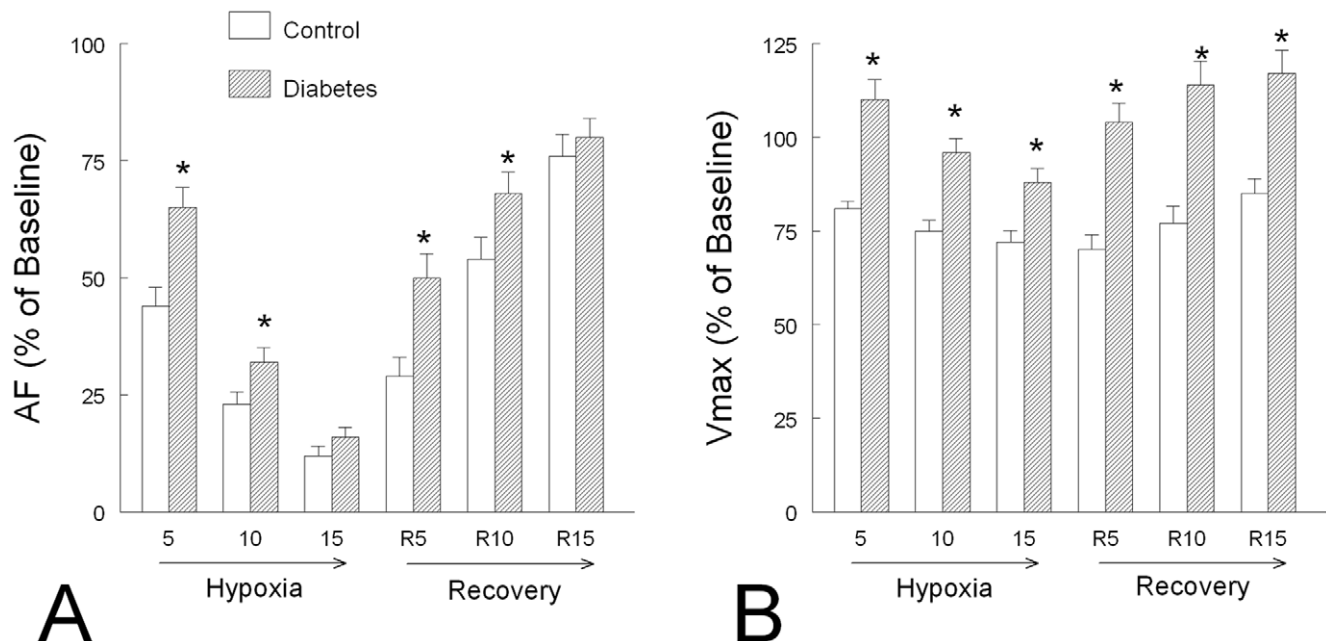 Control
Diabetes
AF (% of Baseline)
100
*
75
*
*
50
*
25
0
5 10 15 R5 R10 R15
Hypoxia Recovery
A
Vmax (% of Baseline)
125
* * * * * *
100
75
50
25
0
5 10 15 R5 R10 R15
Hypoxia Recovery
B